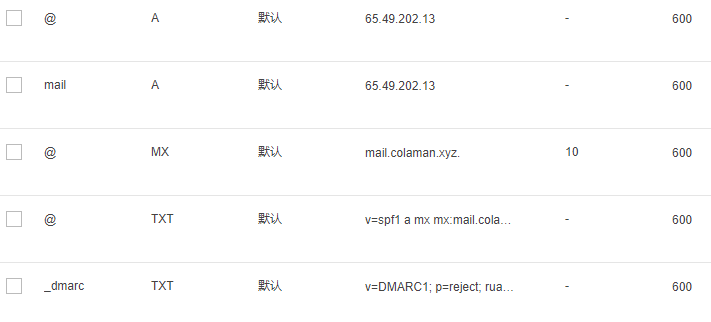 @ A 默认 65.49.202.13 - 600
mail A 默认 65.49.202.13 - 600
@ MX 默认 mail.colaman.xyz. 10 600
@ TXT 默认 v=spf1 a mx mx:mail.cola... - 600
_dmarc TXT 默认 v=DMARC1; p=reject; rua... - 600